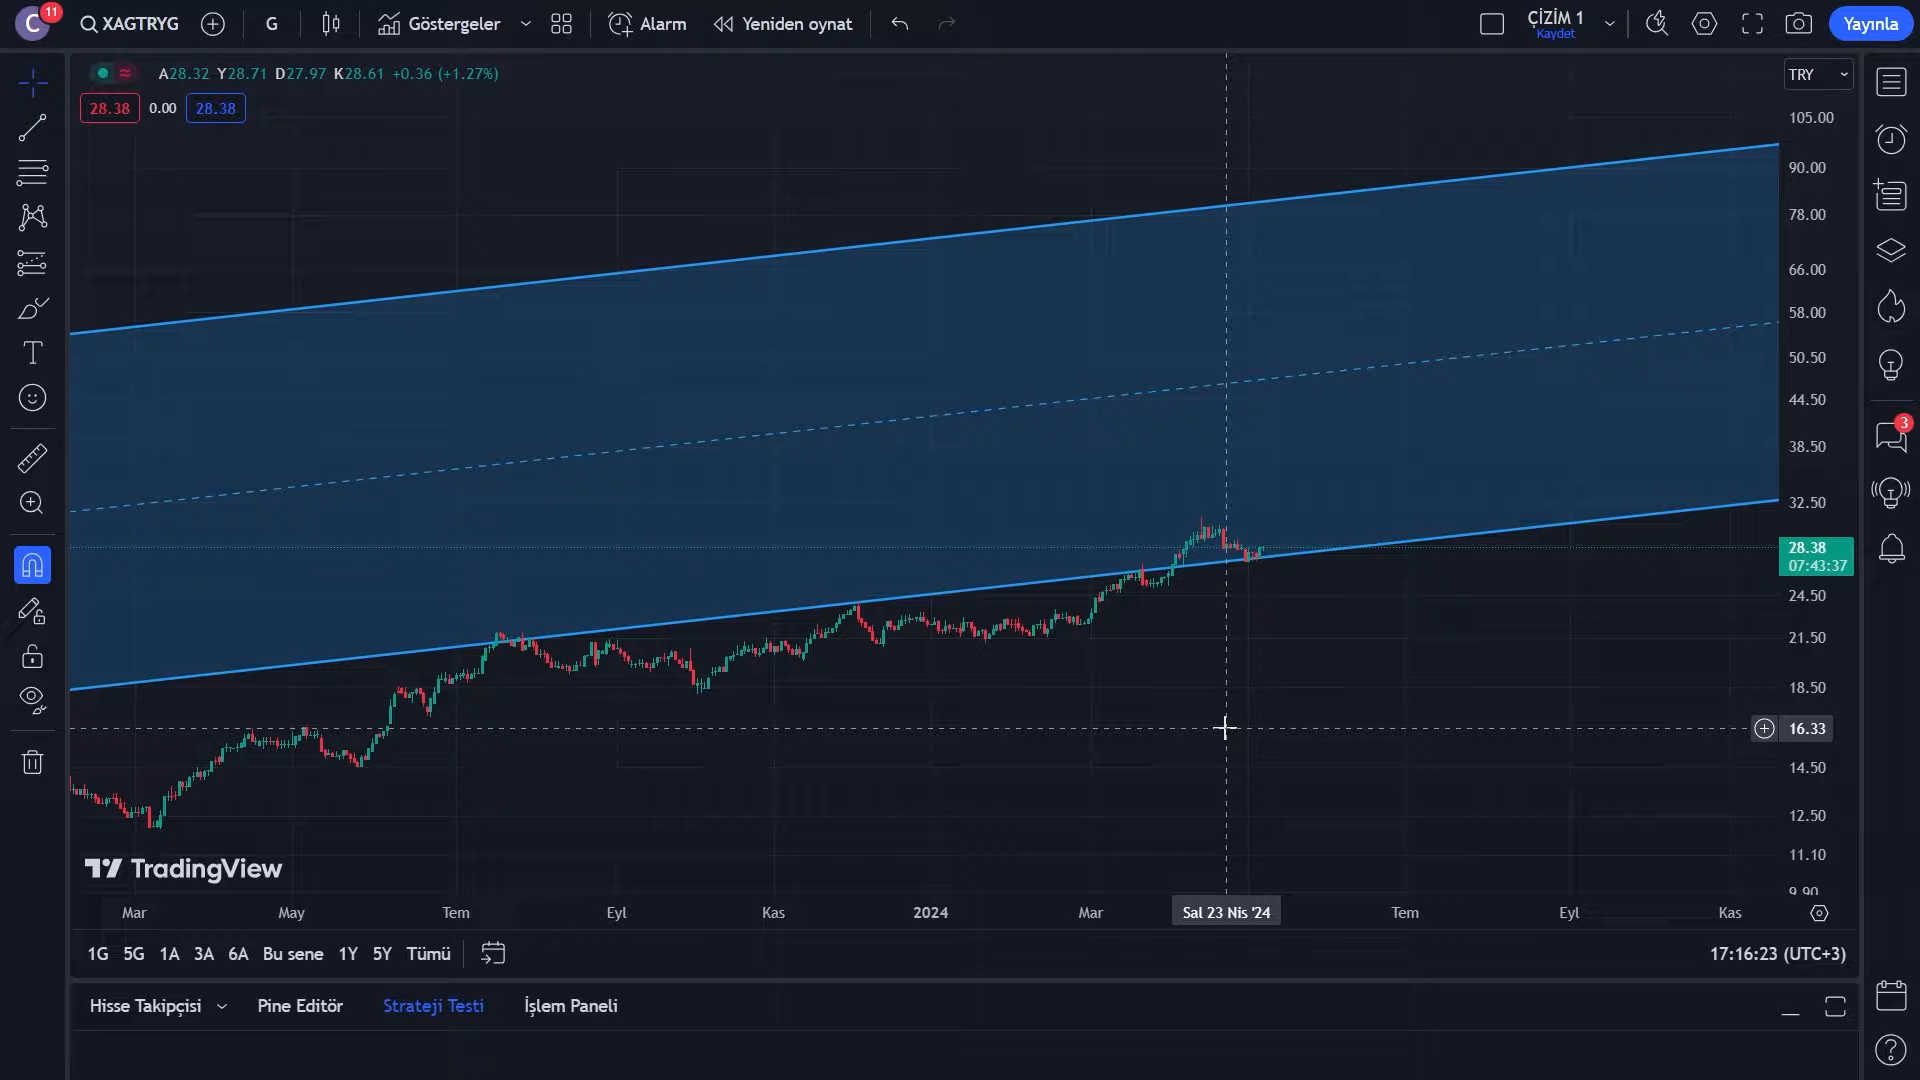 C 11 XAGTRYG G Göstergeler Alarm Yeniden oynat ÇİZİM 1 Kaydet Yayınla
A28.32 Y28.71 D27.97 K28.61 +0.36 (+1.27%)
TRY
28.38 0.00 28.38
105.00
90.00
78.00
66.00
58.00
50.50
44.50
3
38.50
32.50
28.38
07:43:37
24.50
21.50
18.50
16.33
14.50
12.50
11.10
9.90
TradingView
Mar May Tem Eyl Kas 2024 Mar Sal 23 Nis '24 Tem Eyl Kas
1G 5G 1A 3A 6A Bu sene 1Y 5Y Tümü 17:16:23 (UTC+3)
Hisse Takipçisi Pine Editör Strateji Testi İşlem Paneli